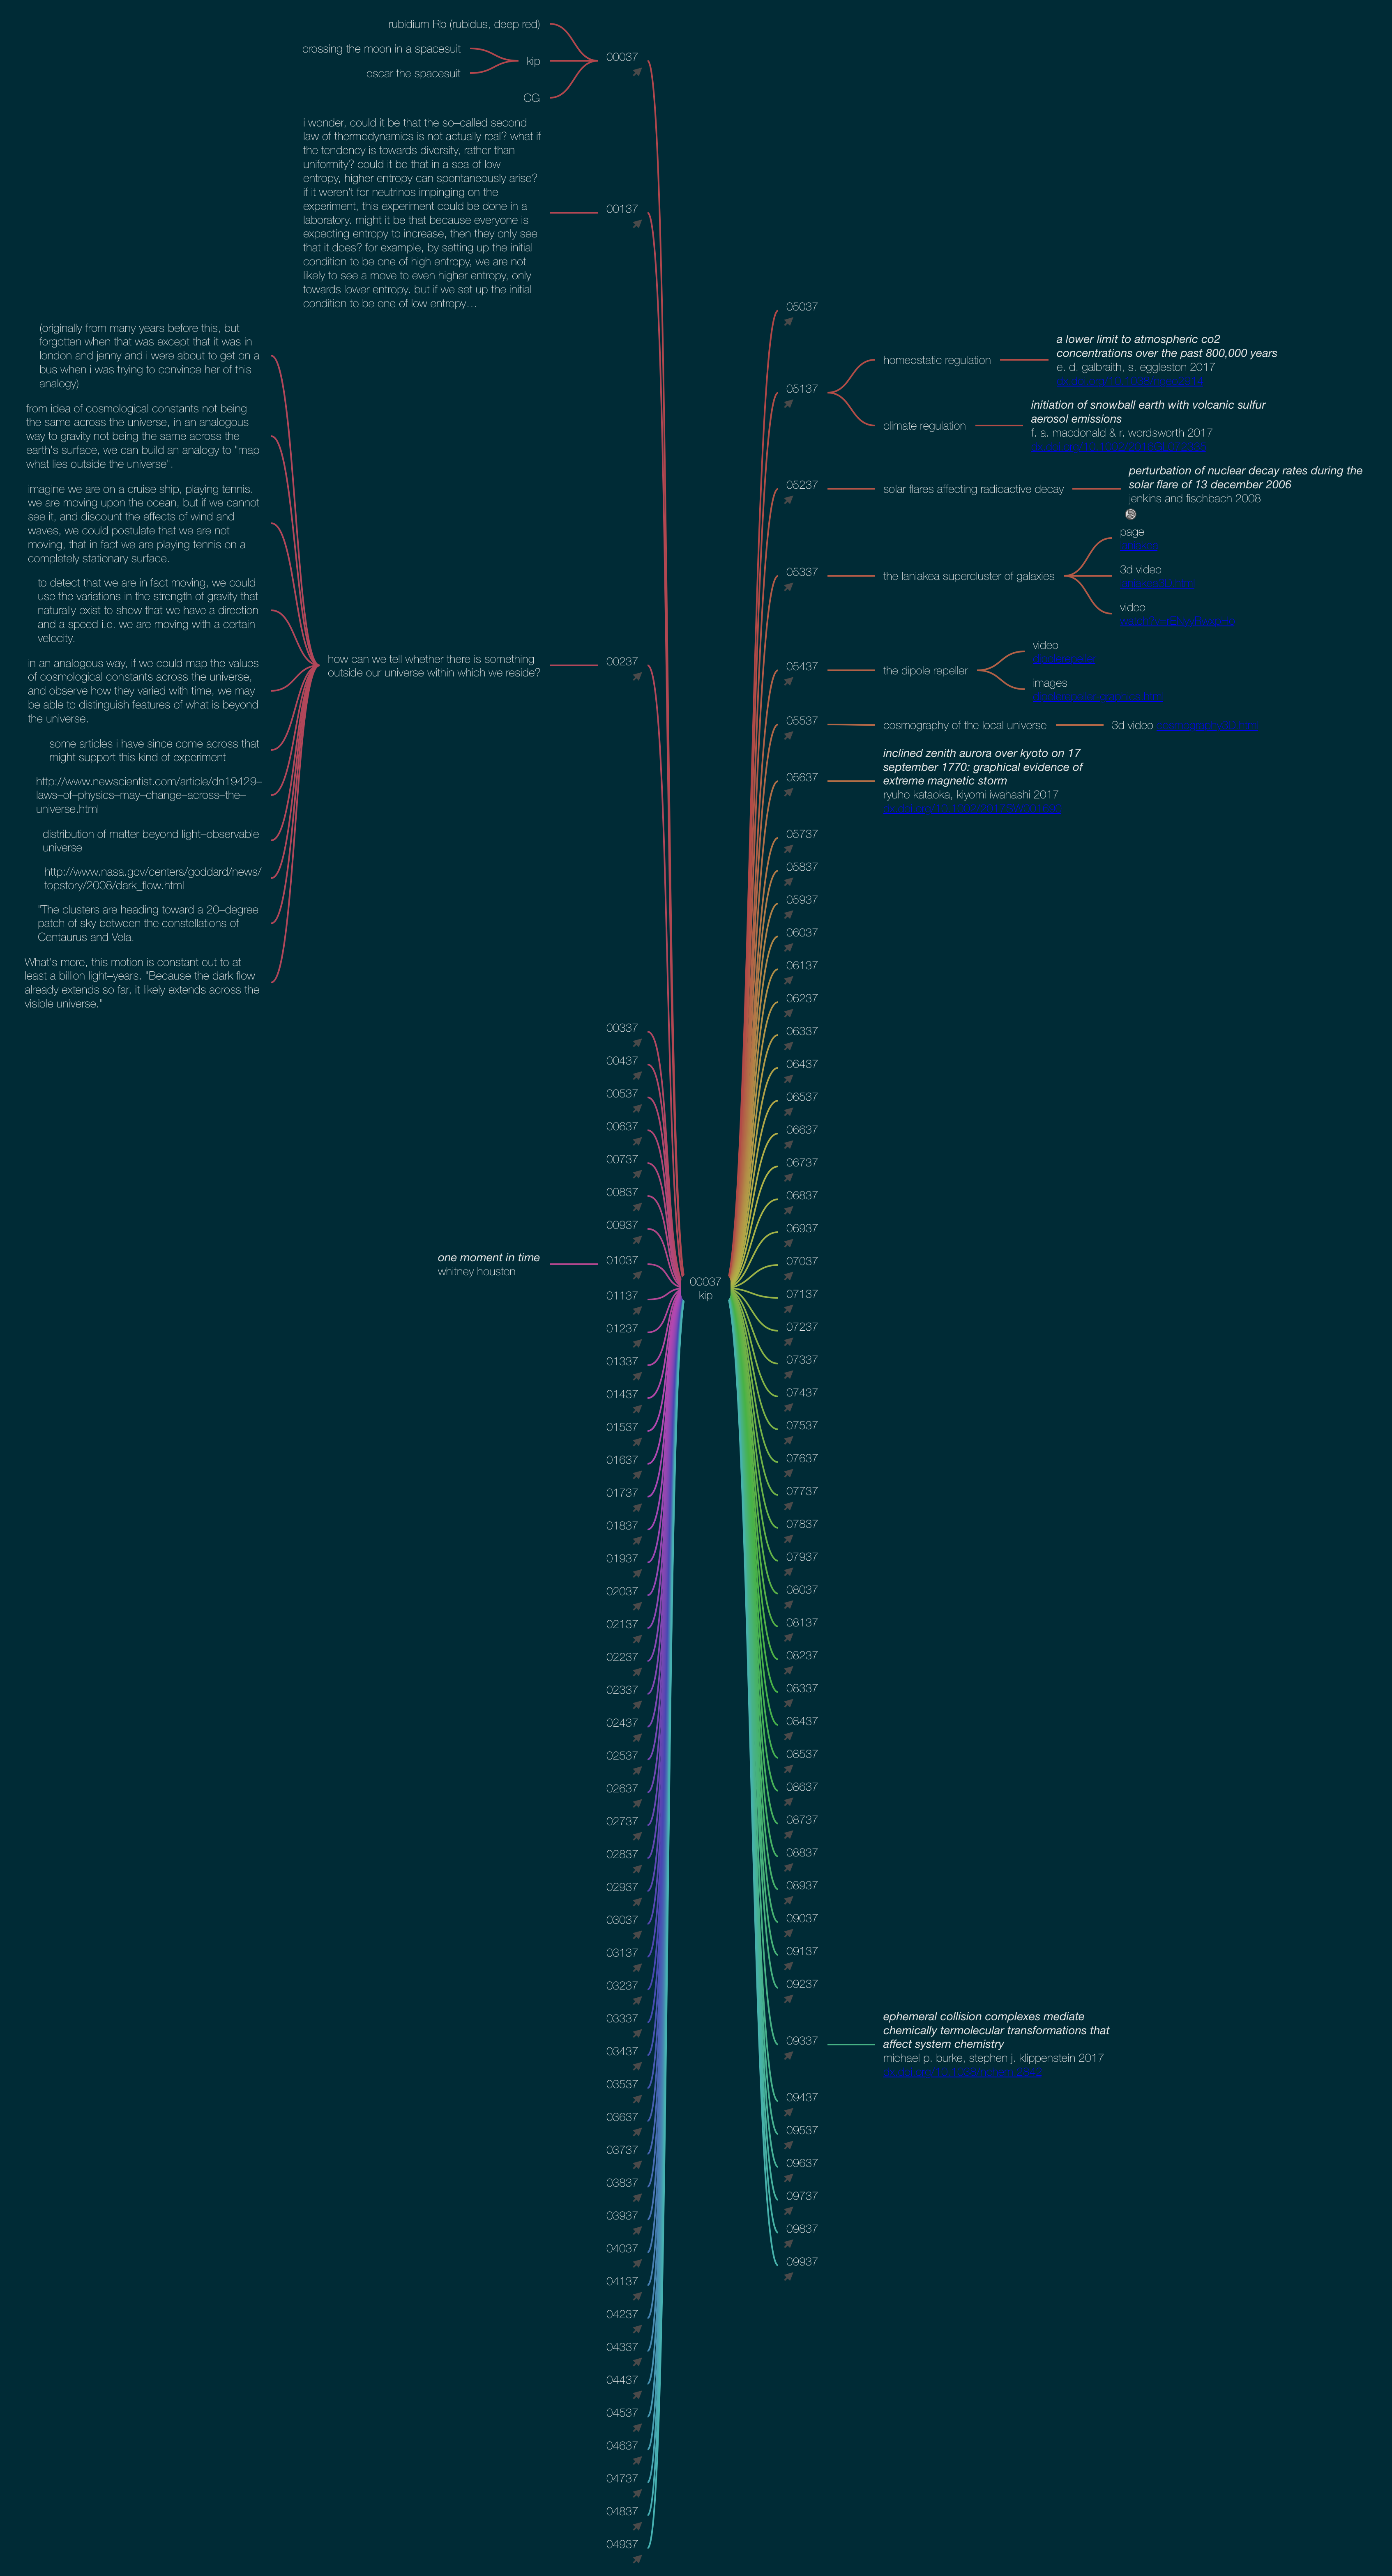 rubidium Rb (rubidus, deep red)
crossing the moon in a spacesuit
oscar the spacesuit
kip
CG
00037
i wonder, could it be that the so–called second
law of thermodynamics is not actually real? what if
the tendency is towards diversity, rather than
uniformity? could it be that in a sea of low
entropy, higher entropy can spontaneously arise?
if it weren't for neutrinos impinging on the
experiment, this experiment could be done in a
laboratory. might it be that because everyone is
expecting entropy to increase, then they only see
that it does? for example, by setting up the initial
condition to be one of high entropy, we are not
likely to see a move to even higher entropy, only
towards lower entropy. but if we set up the initial
condition to be one of low entropy…
00137
(originally from many years before this, but
forgotten when that was except that it was in
london and jenny and i were about to get on a
bus when i was trying to convince her of this
analogy)
from idea of cosmological constants not being
the same across the universe, in an analogous
way to gravity not being the same across the
earth's surface, we can build an analogy to "map
what lies outside the universe".
imagine we are on a cruise ship, playing tennis.
we are moving upon the ocean, but if we cannot
see it, and discount the effects of wind and
waves, we could postulate that we are not
moving, that in fact we are playing tennis on a
completely stationary surface.
to detect that we are in fact moving, we could
use the variations in the strength of gravity that
naturally exist to show that we have a direction
and a speed i.e. we are moving with a certain
velocity.
in an analogous way, if we could map the values
of cosmological constants across the universe,
and observe how they varied with time, we may
be able to distinguish features of what is beyond
the universe.
some articles i have since come across that
might support this kind of experiment
http://www.newscientist.com/article/dn19429–
laws–of–physics–may–change–across–the–
universe.html
distribution of matter beyond light–observable
universe
http://www.nasa.gov/centers/goddard/news/
topstory/2008/dark_flow.html
"The clusters are heading toward a 20–degree
patch of sky between the constellations of
Centaurus and Vela.
What's more, this motion is constant out to at
least a billion light–years. "Because the dark flow
already extends so far, it likely extends across the
visible universe."
how can we tell whether there is something
outside our universe within which we reside?
00237
00337
00437
00537
00637
00737
00837
00937
one moment in time
whitney houston
01037
01137
01237
01337
01437
01537
01637
01737
01837
01937
02037
02137
02237
02337
02437
02537
02637
02737
02837
02937
03037
03137
03237
03337
03437
03537
03637
03737
03837
03937
04037
04137
04237
04337
04437
04537
04637
04737
04837
04937
00037
kip
05037
05137
homeostatic regulation
a lower limit to atmospheric co2
concentrations over the past 800,000 years
e. d. galbraith, s. eggleston 2017
climate regulation
initiation of snowball earth with volcanic sulfur
aerosol emissions
f. a. macdonald & r. wordsworth 2017
05237
solar flares affecting radioactive decay
perturbation of nuclear decay rates during the
solar flare of 13 december 2006
jenkins and fischbach 2008
05337
the laniakea supercluster of galaxies
page
3d video
video
05437
the dipole repeller
video
images
05537
cosmography of the local universe
3d video
05637
inclined zenith aurora over kyoto on 17
september 1770: graphical evidence of
extreme magnetic storm
ryuho kataoka, kiyomi iwahashi 2017
05737
05837
05937
06037
06137
06237
06337
06437
06537
06637
06737
06837
06937
07037
07137
07237
07337
07437
07537
07637
07737
07837
07937
08037
08137
08237
08337
08437
08537
08637
08737
08837
08937
09037
09137
09237
09337
ephemeral collision complexes mediate
chemically termolecular transformations that
affect system chemistry
michael p. burke, stephen j. klippenstein 2017
09437
09537
09637
09737
09837
09937